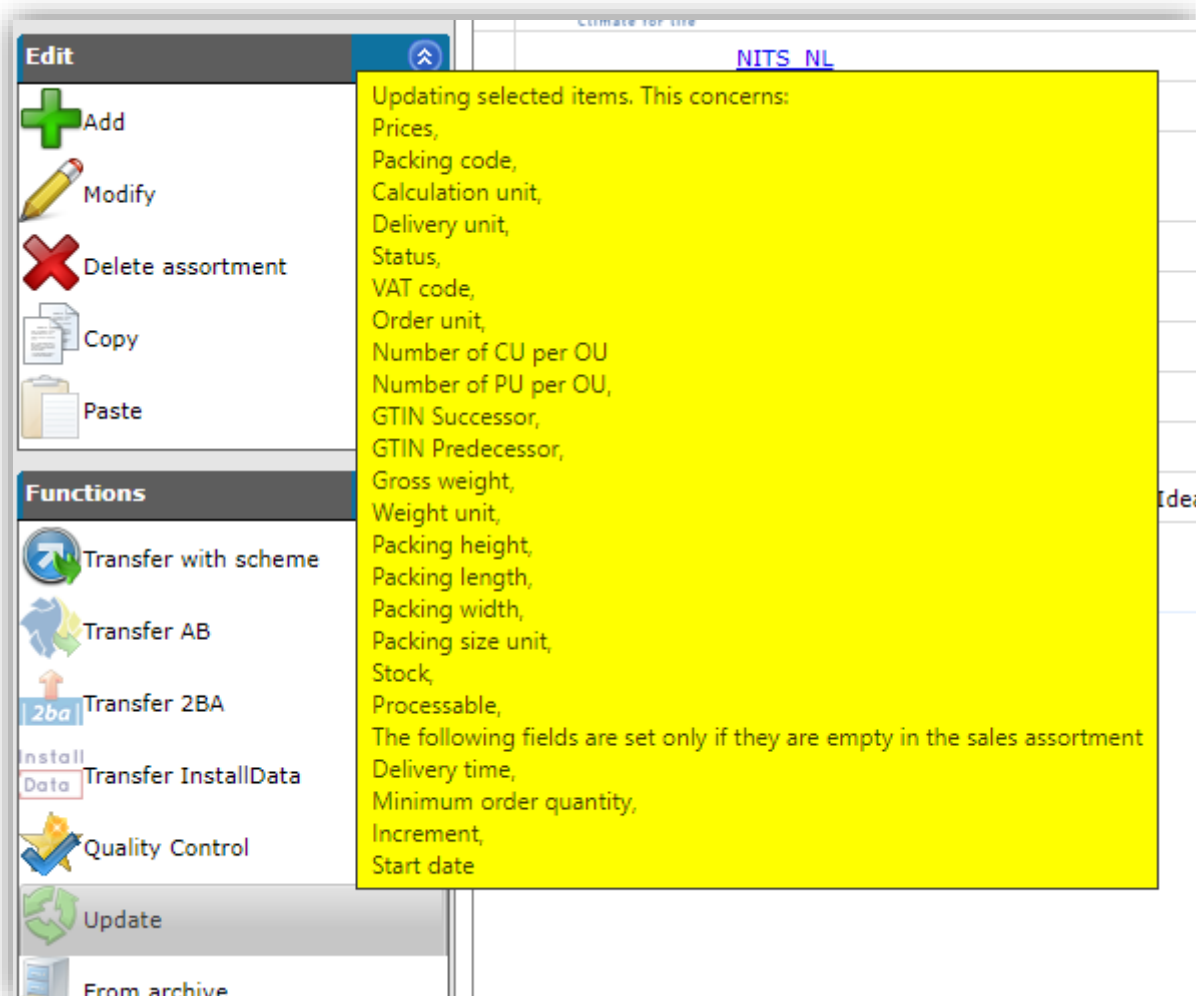 Climate for life
Edit
NITS_NL
Add
Modify
Delete assortment
Copy
Paste
Functions
Transfer with scheme
Transfer AB
2ba
Transfer 2BA
Install
Data
Transfer InstallData
Quality Control
Update
From archive
Updating selected items. This concerns:
Prices,
Packing code,
Calculation unit,
Delivery unit,
Status,
VAT code,
Order unit,
Number of CU per OU
Number of PU per OU,
GTIN Successor,
GTIN Predecessor,
Gross weight,
Weight unit,
Packing height,
Packing length,
Packing width,
Packing size unit,
Stock,
Processable,
The following fields are set only if they are empty in the sales assortment
Delivery time,
Minimum order quantity,
Increment,
Start date